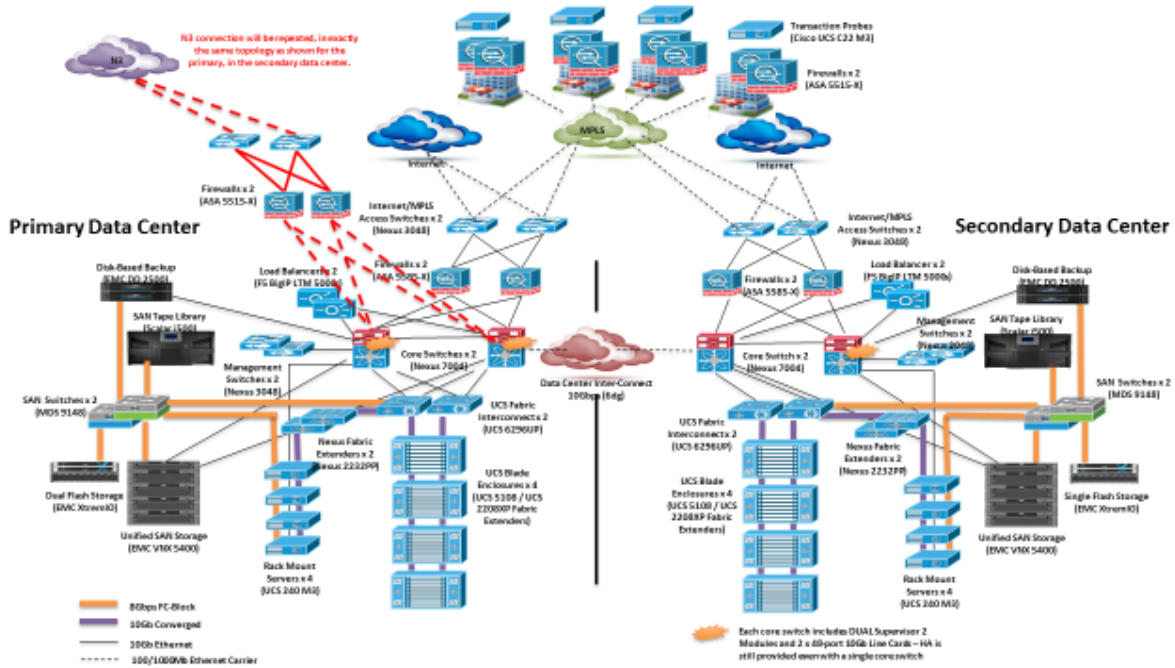 N3 connection will be repeated, in exactly
the same topology as shown for the
primary, in the secondary data center.
N3
Transaction Probes
(Cisco UCS C22 M3)
Firewalls x 2
(ASA 5515-X)
MPLS
Internet
Internet
Firewalls x 2
(ASA 5515-X)
Internet/MPLS
Access Switches x 2
(Nexus 3048)
Internet/MPLS
Access Switches x 2
(Nexus 3048)
Primary Data Center
Secondary Data Center
Disk-Based Backup
(EMC DD 2500)
Load Balancers x 2
(F5 BigIP LTM 5000s)
Firewalls x 2
(ASA 5585-X)
Firewalls x 2
(ASA 5585-X)
Load Balancers x 2
(F5 BigIP LTM 5000s)
Disk-Based Backup
(EMC DD 2500)
SAN Tape Library
(Scalar i500)
Management
Switches x 2
(Nexus 3048)
Core Switches x 2
(Nexus 7004)
Data Center Inter-Connect
10Gbps (6dg)
Core Switch x 2
(Nexus 7004)
Management
Switches x 2
(Nexus 3048)
SAN Tape Library
(Scalar i500)
SAN Switches x 2
(MDS 9148)
SAN Switches x 2
(MDS 9148)
UCS Fabric
Interconnect x 2
(UCS 6296UP)
UCS Fabric
Interconnect x 2
(UCS 6296UP)
Nexus Fabric
Extenders x 2
(Nexus 2232PP)
Nexus Fabric
Extenders x 2
(Nexus 2232PP)
UCS Blade
Enclosures x 4
(UCS 5108 / UCS
2208XP Fabric
Extenders)
UCS Blade
Enclosures x 4
(UCS 5108 / UCS
2208XP Fabric
Extenders)
Dual Flash Storage
(EMC XtremIO)
Unified SAN Storage
(EMC VNX 5400)
Rack Mount
Servers x 4
(UCS 240 M3)
Rack Mount
Servers x 4
(UCS 240 M3)
Unified SAN Storage
(EMC VNX 5400)
Single Flash Storage
(EMC XtremIO)
8Gbps FC-Block
10Gb Converged
10Gb Ethernet
100/1000Mb Ethernet Carrier
Each core switch includes DUAL Supervisor 2
Modules and 2 x 48-port 10Gb Line Cards – HA is
still provided even with a single core switch